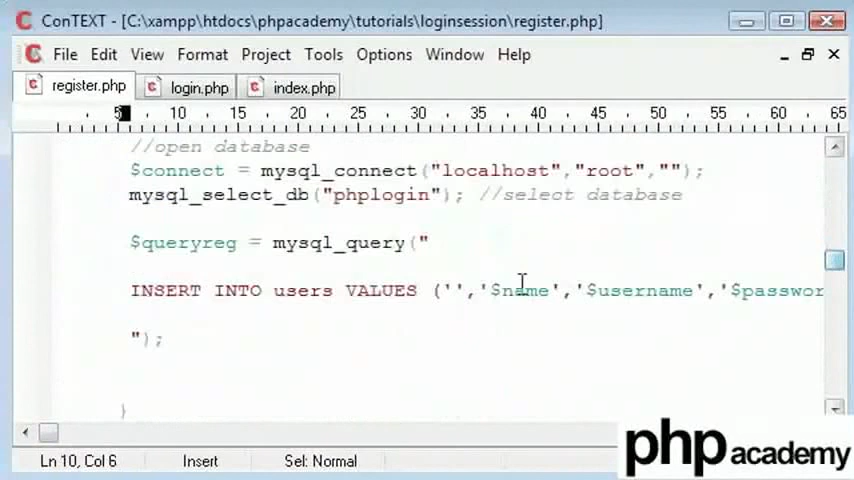 ConTEXT - [C:\xampp\htdocs\phpacademy\tutorials\loginsession\register.php]
File Edit View Format Project Tools Options Window Help
register.php login.php index.php
5 10 15 20 25 30 35 40 45 50 55 60 65
//open database
$connect = mysql_connect("localhost","root","");
mysql_select_db("phplogin"); //select database
$queryreg = mysql_query("
INSERT INTO users VALUES ('','$name','$username','$passwor
");
}
Ln 10, Col 6 Insert Sel: Normal
php academy